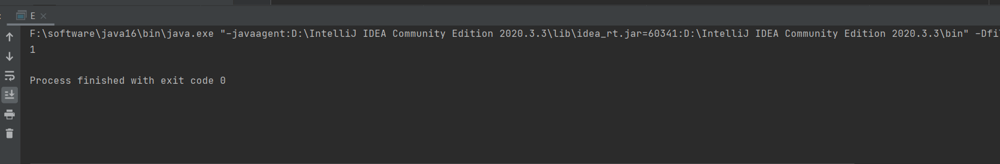 : E
F:\software\java16\bin\java.exe "-javaagent:D:\IntelliJ IDEA Community Edition 2020.3.3\lib\idea_rt.jar=60341:D:\IntelliJ IDEA Community Edition 2020.3.3\bin" -Dfi
1
Process finished with exit code 0